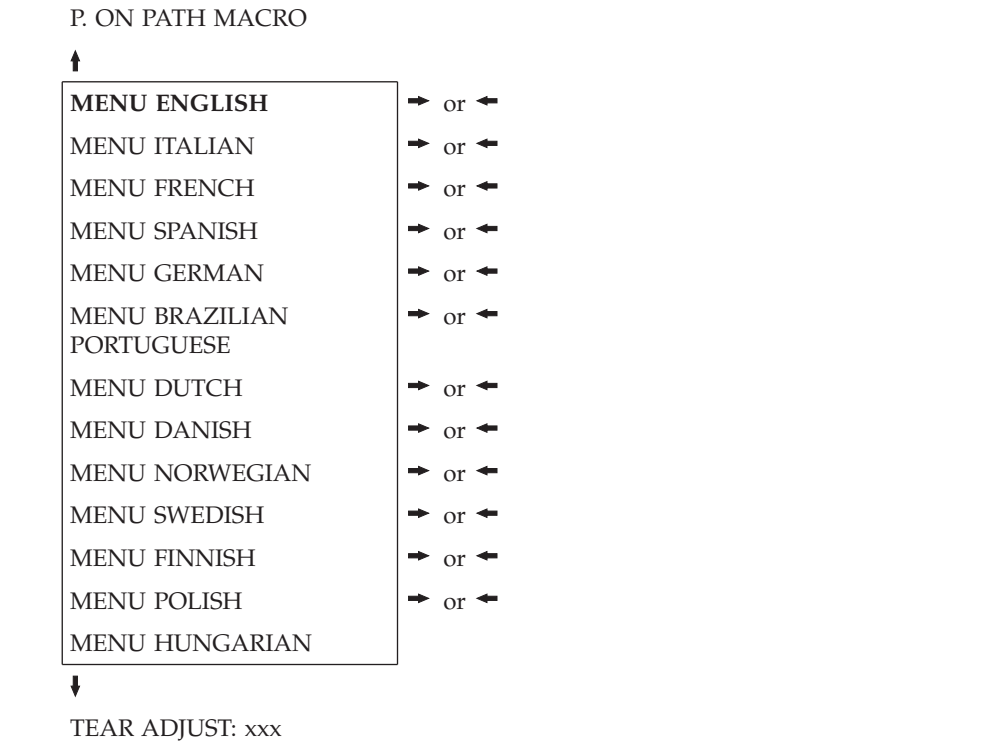 P. ON PATH MACRO
↑
MENU ENGLISH → or ←
MENU ITALIAN → or ←
MENU FRENCH → or ←
MENU SPANISH → or ←
MENU GERMAN → or ←
MENU BRAZILIAN → or ←
PORTUGUESE
MENU DUTCH → or ←
MENU DANISH → or ←
MENU NORWEGIAN → or ←
MENU SWEDISH → or ←
MENU FINNISH → or ←
MENU POLISH → or ←
MENU HUNGARIAN
↓
TEAR ADJUST: xxx